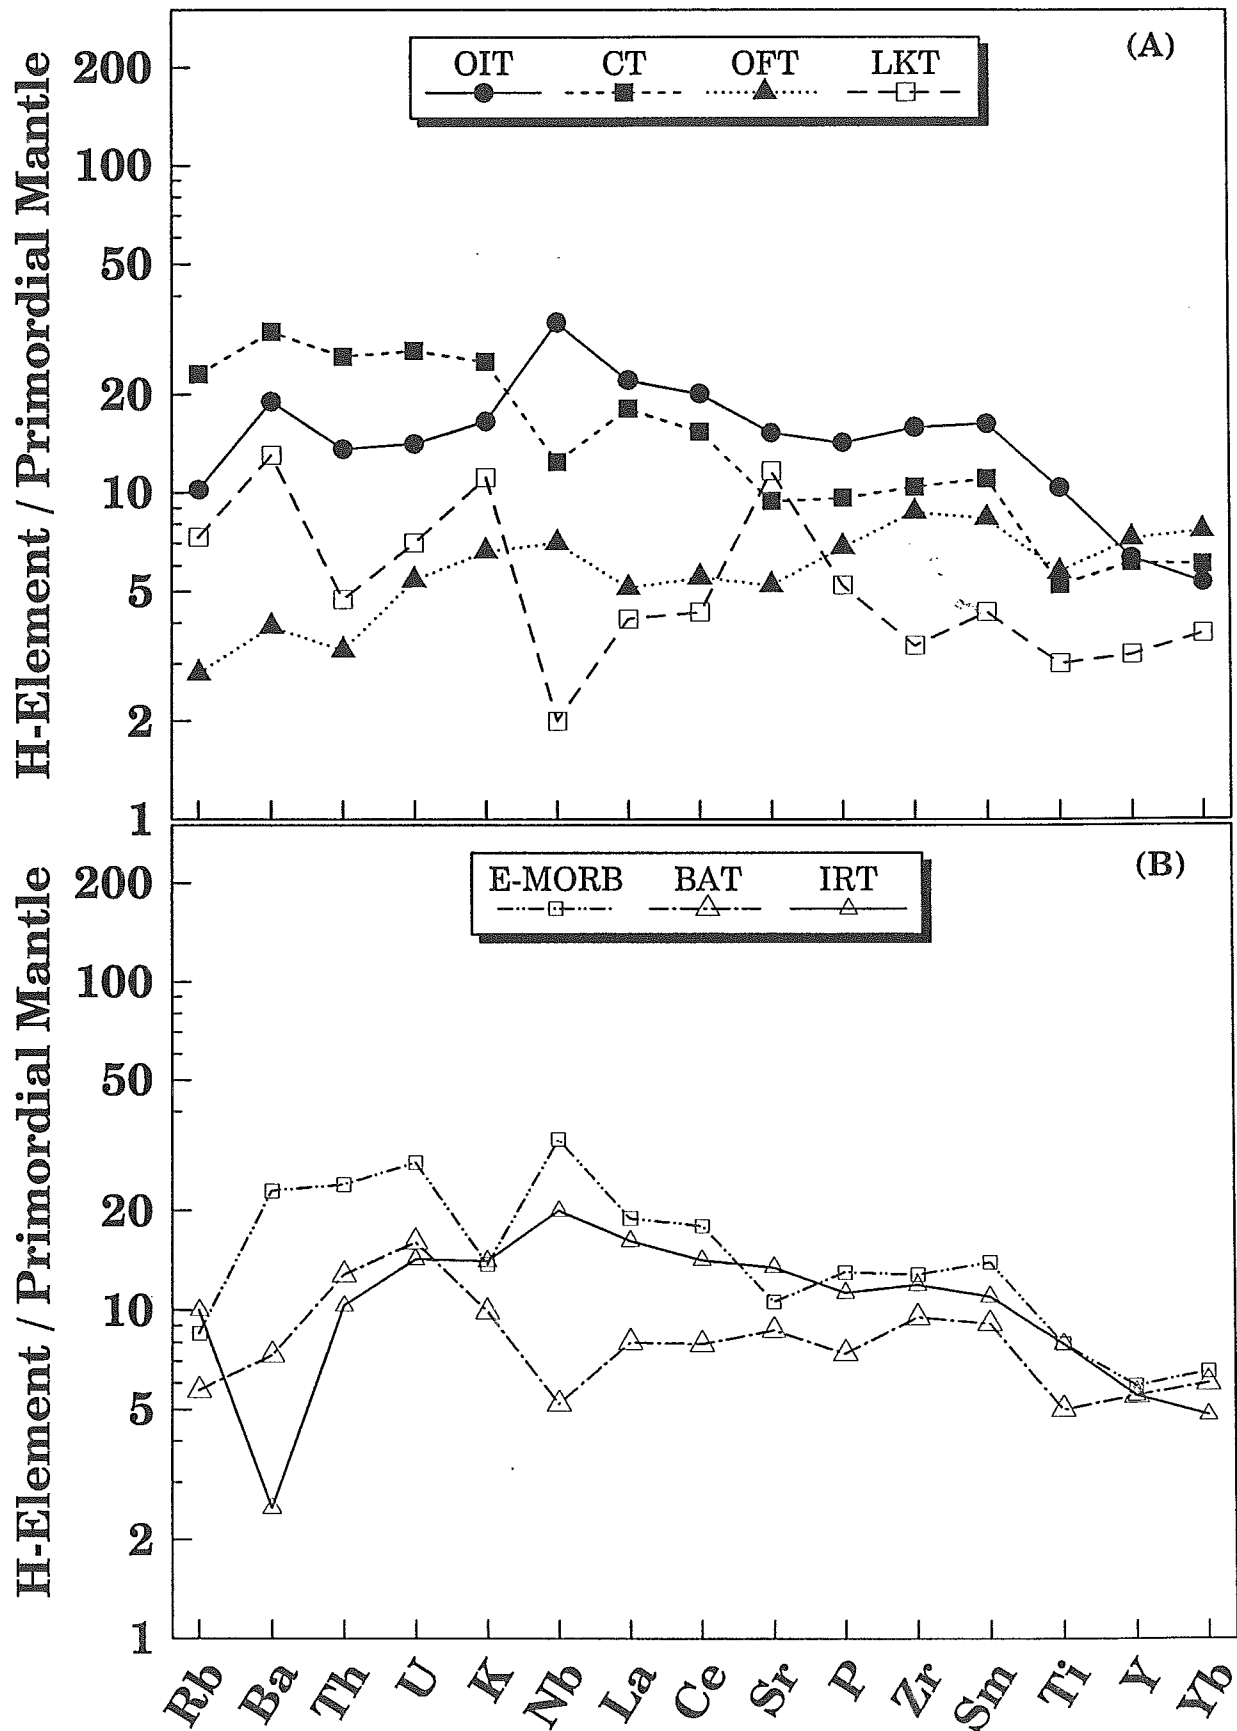 (A)
OIT CT OFT LKT
H-Element / Primordial Mantle
200
100
50
20
10
5
2
1
(B)
E-MORB BAT IRT
H-Element / Primordial Mantle
200
100
50
20
10
5
2
1
Rb Ba Th U K Nb La Ce Sr P Zr Sm Ti Y Yb